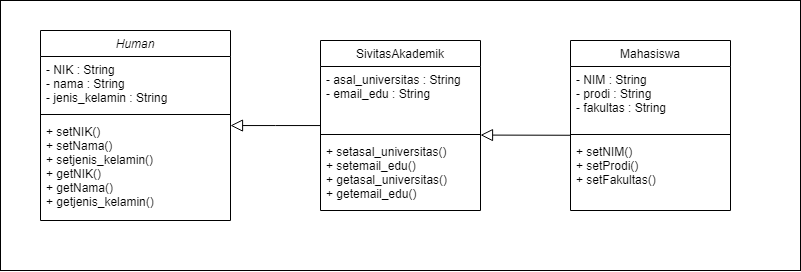 Human
- NIK : String
- nama : String
- jenis_kelamin : String
+ setNIK()
+ setNama()
+ setjenis_kelamin()
+ getNIK()
+ getNama()
+ getjenis_kelamin()
SivitasAkademik
- asal_universitas : String
- email_edu : String
+ setasal_universitas()
+ setemail_edu()
+ getasal_universitas()
+ getemail_edu()
Mahasiswa
- NIM : String
- prodi : String
- fakultas : String
+ setNIM()
+ setProdi()
+ setFakultas()